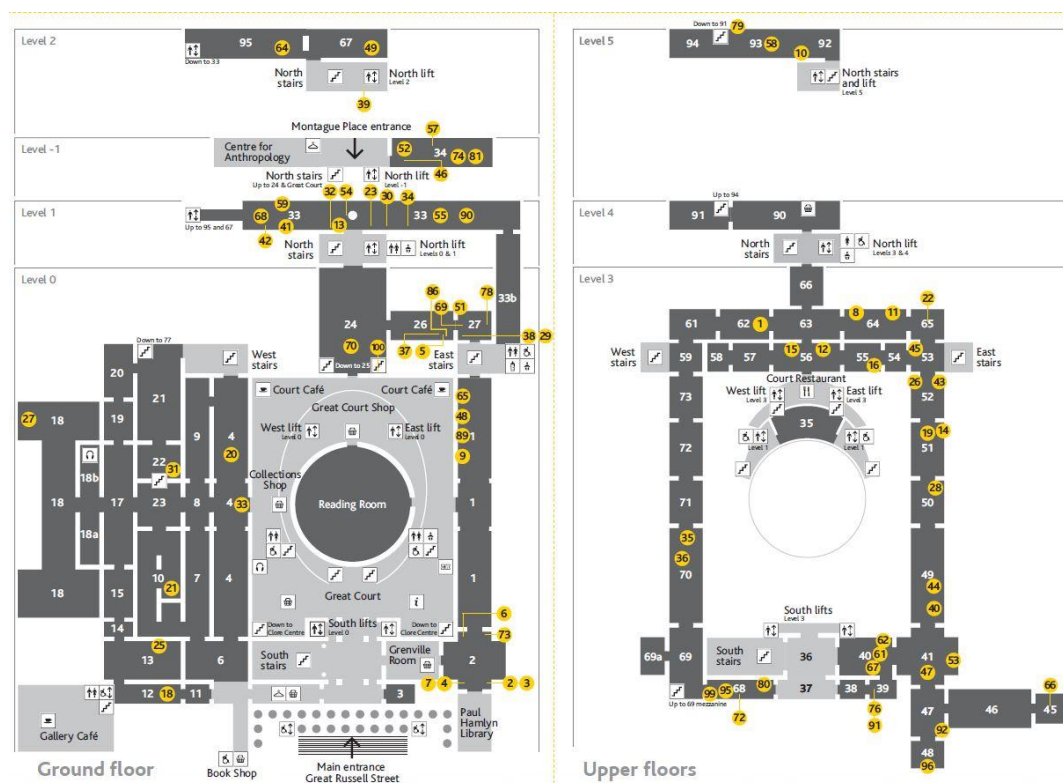 Level 2
95
64
67
49
Down to 33
North
stairs
North lift
Level 2
39
Montague Place entrance
Level -1
Centre for
Anthropology
57
52
34
74
81
46
North stairs
Up to 24 & Great Court
North lift
Level -1
32
54
23
30
34
Level 1
59
68
33
13
33
55
90
42
41
Up to 95 and 67
North
stairs
North lift
Levels 0 & 1
33b
Level 0
86
69
51
78
24
26
27
70
100
37
5
38
29
Down to 25
East
stairs
Down to 77
West
stairs
20
21
Court Café
Court Café
Great Court Shop
65
27
18
19
9
4
West lift
Level 0
East lift
Level 0
48
1
89
9
22
31
20
18b
Collections
Shop
18
17
23
8
4
33
Reading Room
1
18a
10
21
7
4
1
18
15
Great Court
14
Down to
Clore Centre
South lifts
Level 0
Down to
Clore Centre
6
73
25
13
6
South
stairs
Grenville
Room
2
7
4
2
3
12
18
11
3
Gallery Café
Paul
Hamlyn
Library
Book Shop
Main entrance
Great Russell Street
Ground floor
Level 5
Down to 91
79
94
93
58
92
10
North stairs
and lift
Level 5
Up to 94
Level 4
91
90
North
stairs
North lift
Levels 3 & 4
Level 3
66
22
8
11
61
62
1
63
64
65
West
stairs
59
58
57
15
56
12
55
16
54
45
53
East
stairs
Court Restaurant
26
43
73
West lift
Level 3
East lift
Level 3
52
35
72
Level 1
Level 1
19
14
51
71
28
50
35
36
70
49
44
40
South lifts
Level 3
62
69a
69
South
stairs
36
40
61
67
41
47
53
99
95
68
80
37
38
39
66
Up to 69 mezzanine
72
76
91
47
46
45
92
48
96
Upper floors